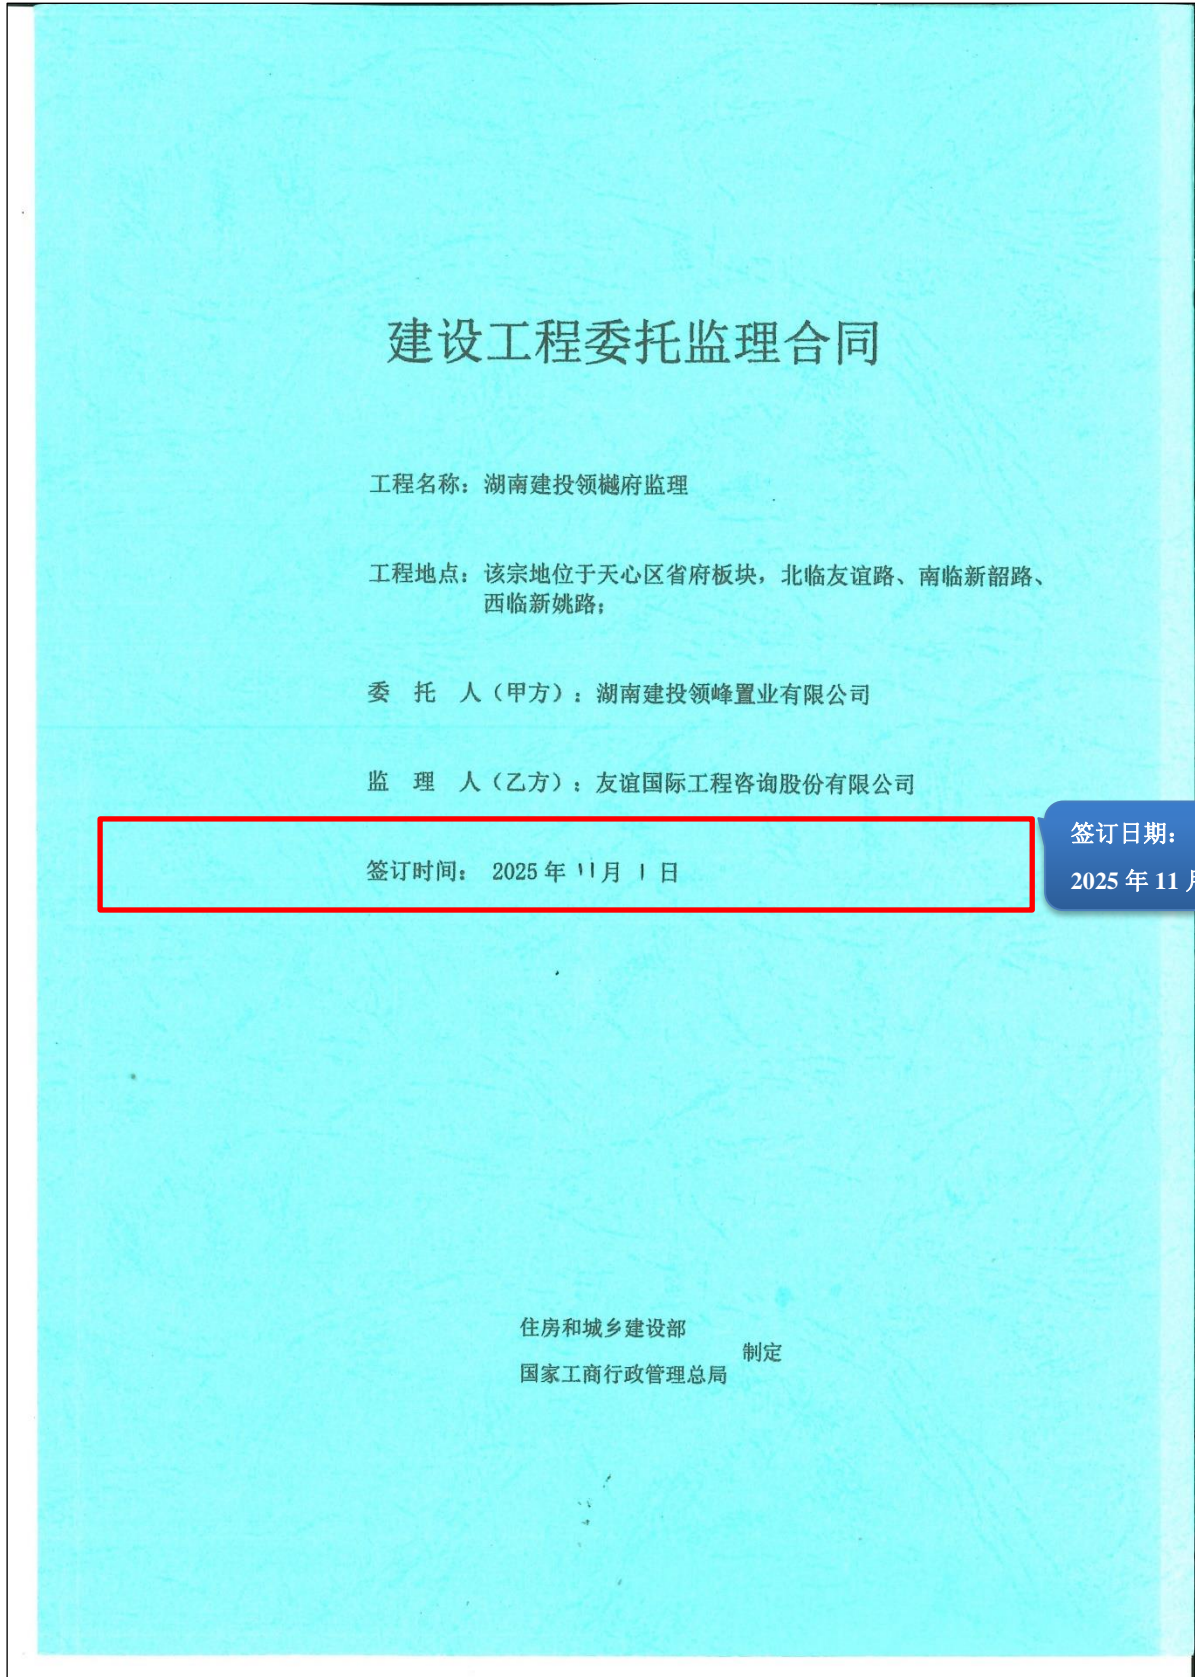 建设工程委托监理合同
工程名称：湖南建投领樾府监理
工程地点：该宗地位于天心区省府板块，北临友谊路、南临新韶路、
西临新姚路；
委 托 人（甲方）：湖南建投领峰置业有限公司
监 理 人（乙方）：友谊国际工程咨询股份有限公司
签订时间： 2025 年 11 月 1 日
签订日期：
2025 年 11 月
住房和城乡建设部
国家工商行政管理总局
制定